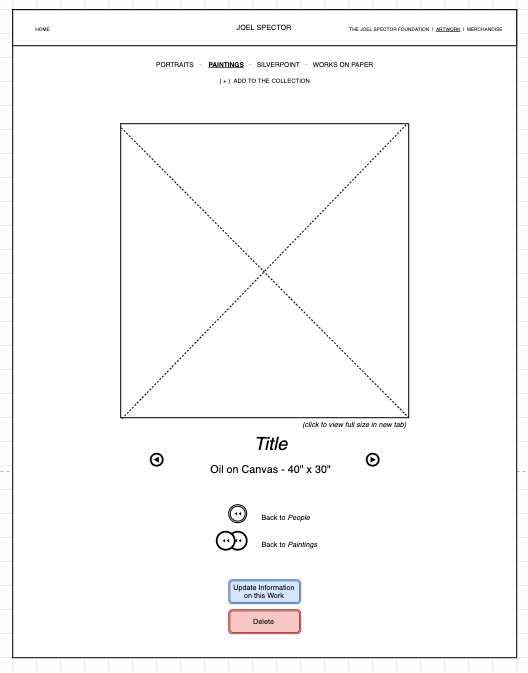 HOME
JOEL SPECTOR
THE JOEL SPECTOR FOUNDATION | ARTWORK | MERCHANDISE
PORTRAITS - PAINTINGS - SILVERPOINT - WORKS ON PAPER
( + ) ADD TO THE COLLECTION
(click to view full size in new tab)
Title
Oil on Canvas - 40" x 30"
Back to People
Back to Paintings
Update Information
on this Work
Delete